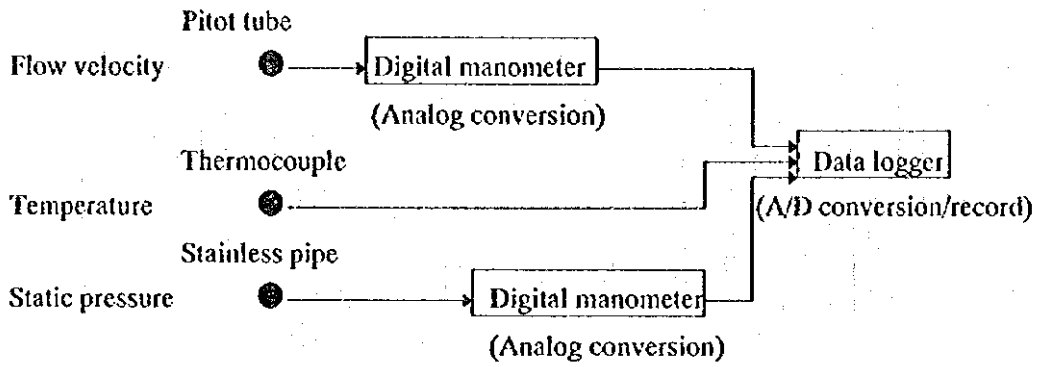 Pitot tube
Flow velocity
Digital manometer
(Analog conversion)
Thermocouple
Data logger
Temperature
(A/D conversion/record)
Stainless pipe
Static pressure
Digital manometer
(Analog conversion)